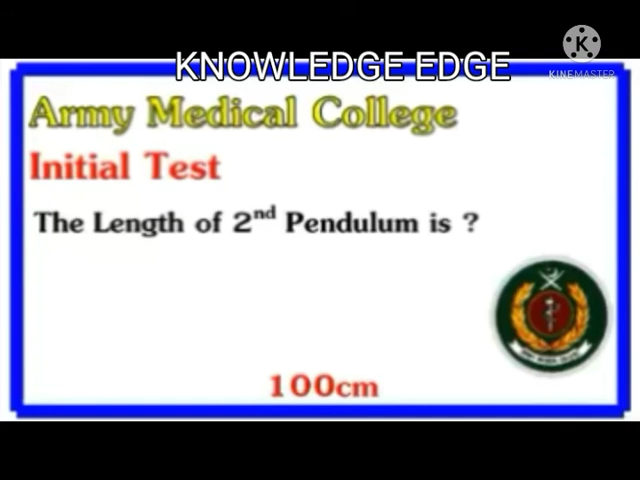 KNOWLEDGE EDGE
K
KINEMASTER
Army Medical College
Initial Test
The Length of 2nd Pendulum is ?
100cm